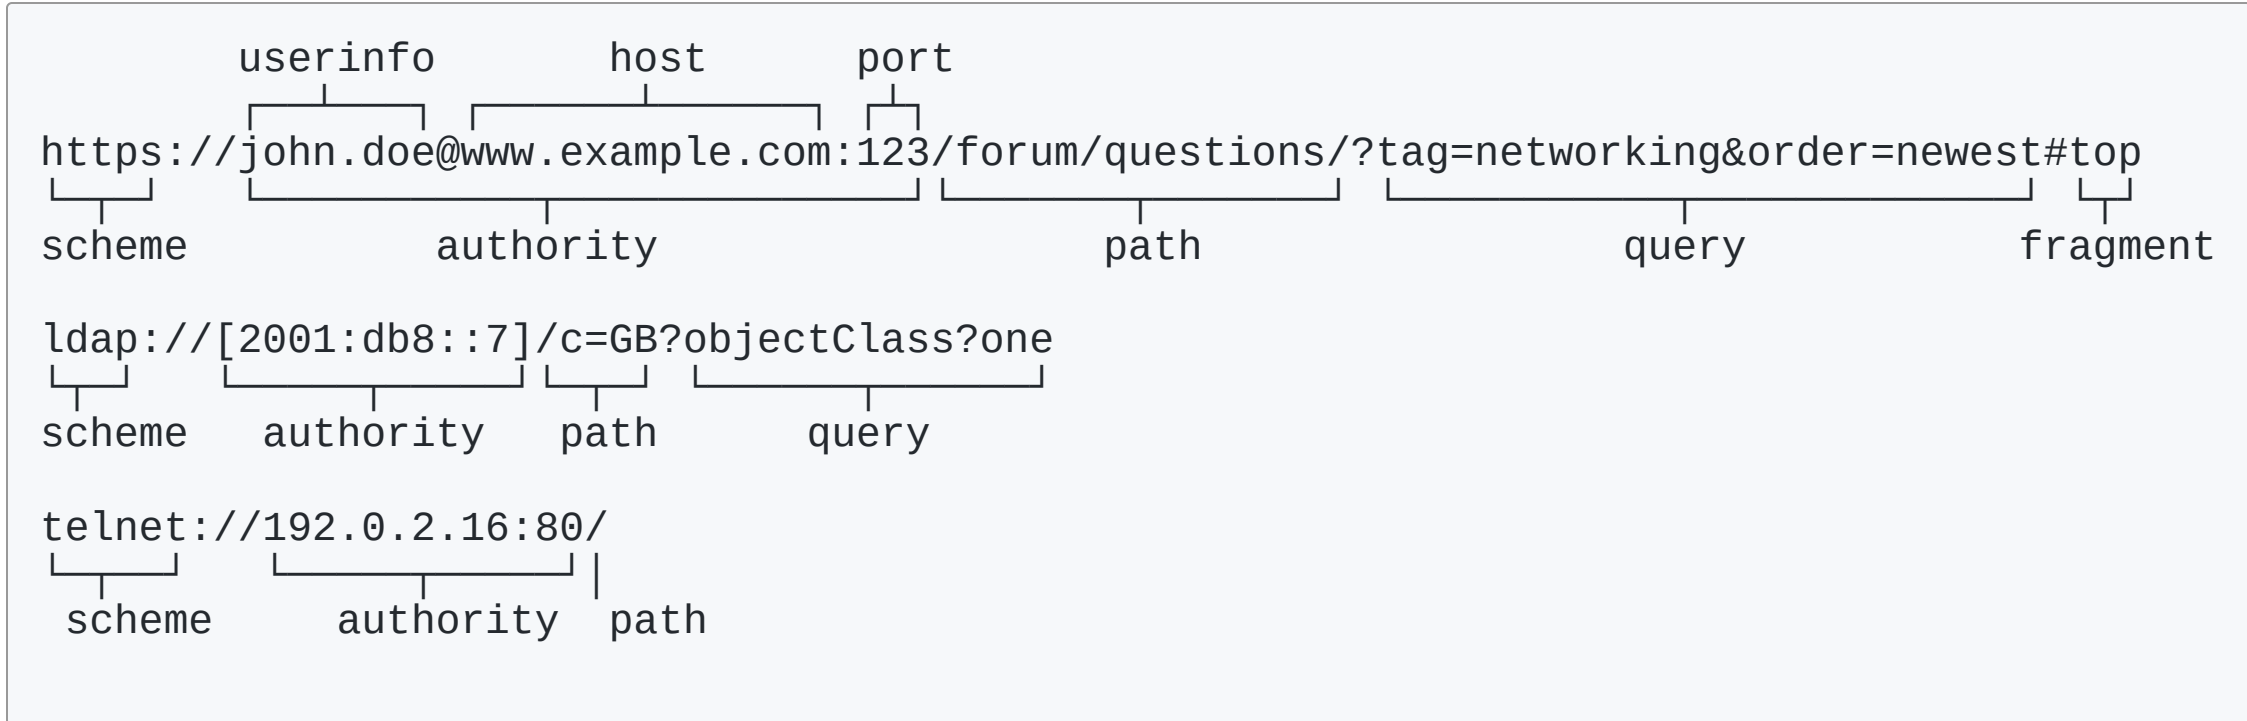 userinfo host port
https://john.doe@www.example.com:123/forum/questions/?tag=networking&order=newest#top
scheme authority path query fragment
ldap://[2001:db8::7]/c=GB?objectClass?one
scheme authority path query
telnet://192.0.2.16:80/
scheme authority path